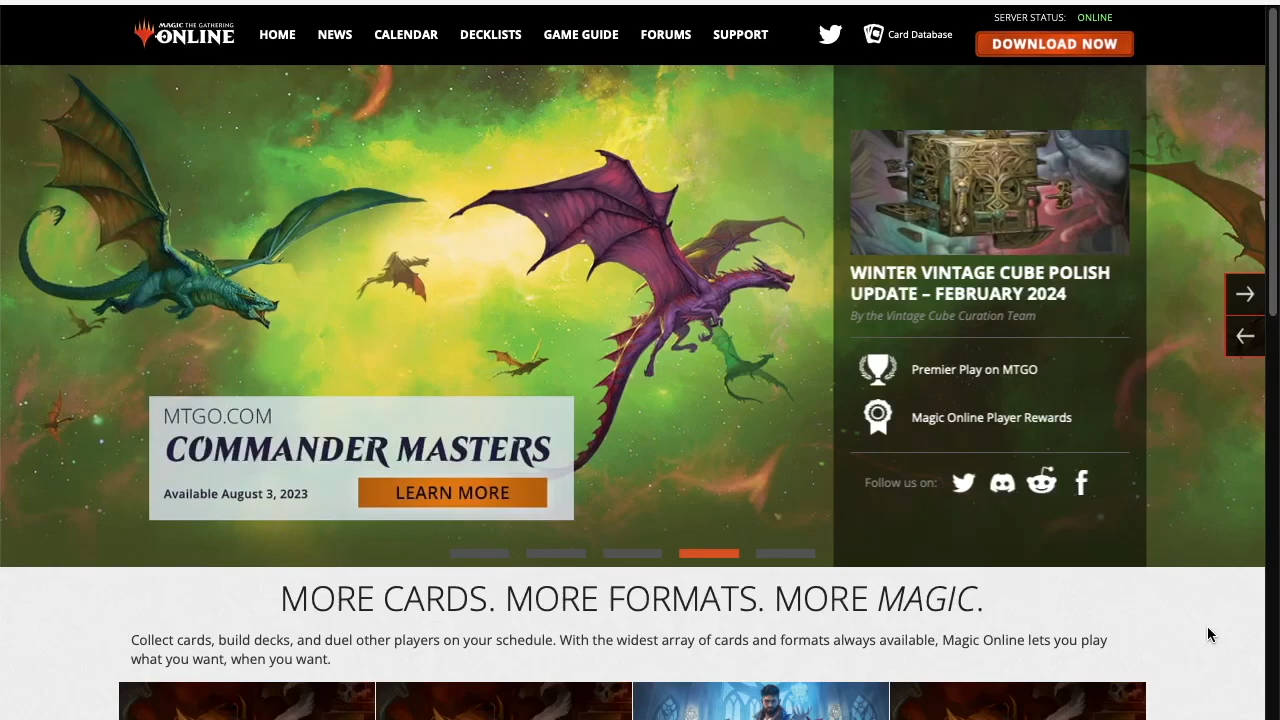 MAGIC THE GATHERING
ONLINE
HOME
NEWS
CALENDAR
DECKLISTS
GAME GUIDE
FORUMS
SUPPORT
Card Database
SERVER STATUS: ONLINE
DOWNLOAD NOW
MTGO.COM
COMMANDER MASTERS
Available August 3, 2023
LEARN MORE
WINTER VINTAGE CUBE POLISH
UPDATE – FEBRUARY 2024
By the Vintage Cube Curation Team
Premier Play on MTGO
Magic Online Player Rewards
Follow us on:
MORE CARDS. MORE FORMATS. MORE MAGIC.
Collect cards, build decks, and duel other players on your schedule. With the widest array of cards and formats always available, Magic Online lets you play
what you want, when you want.